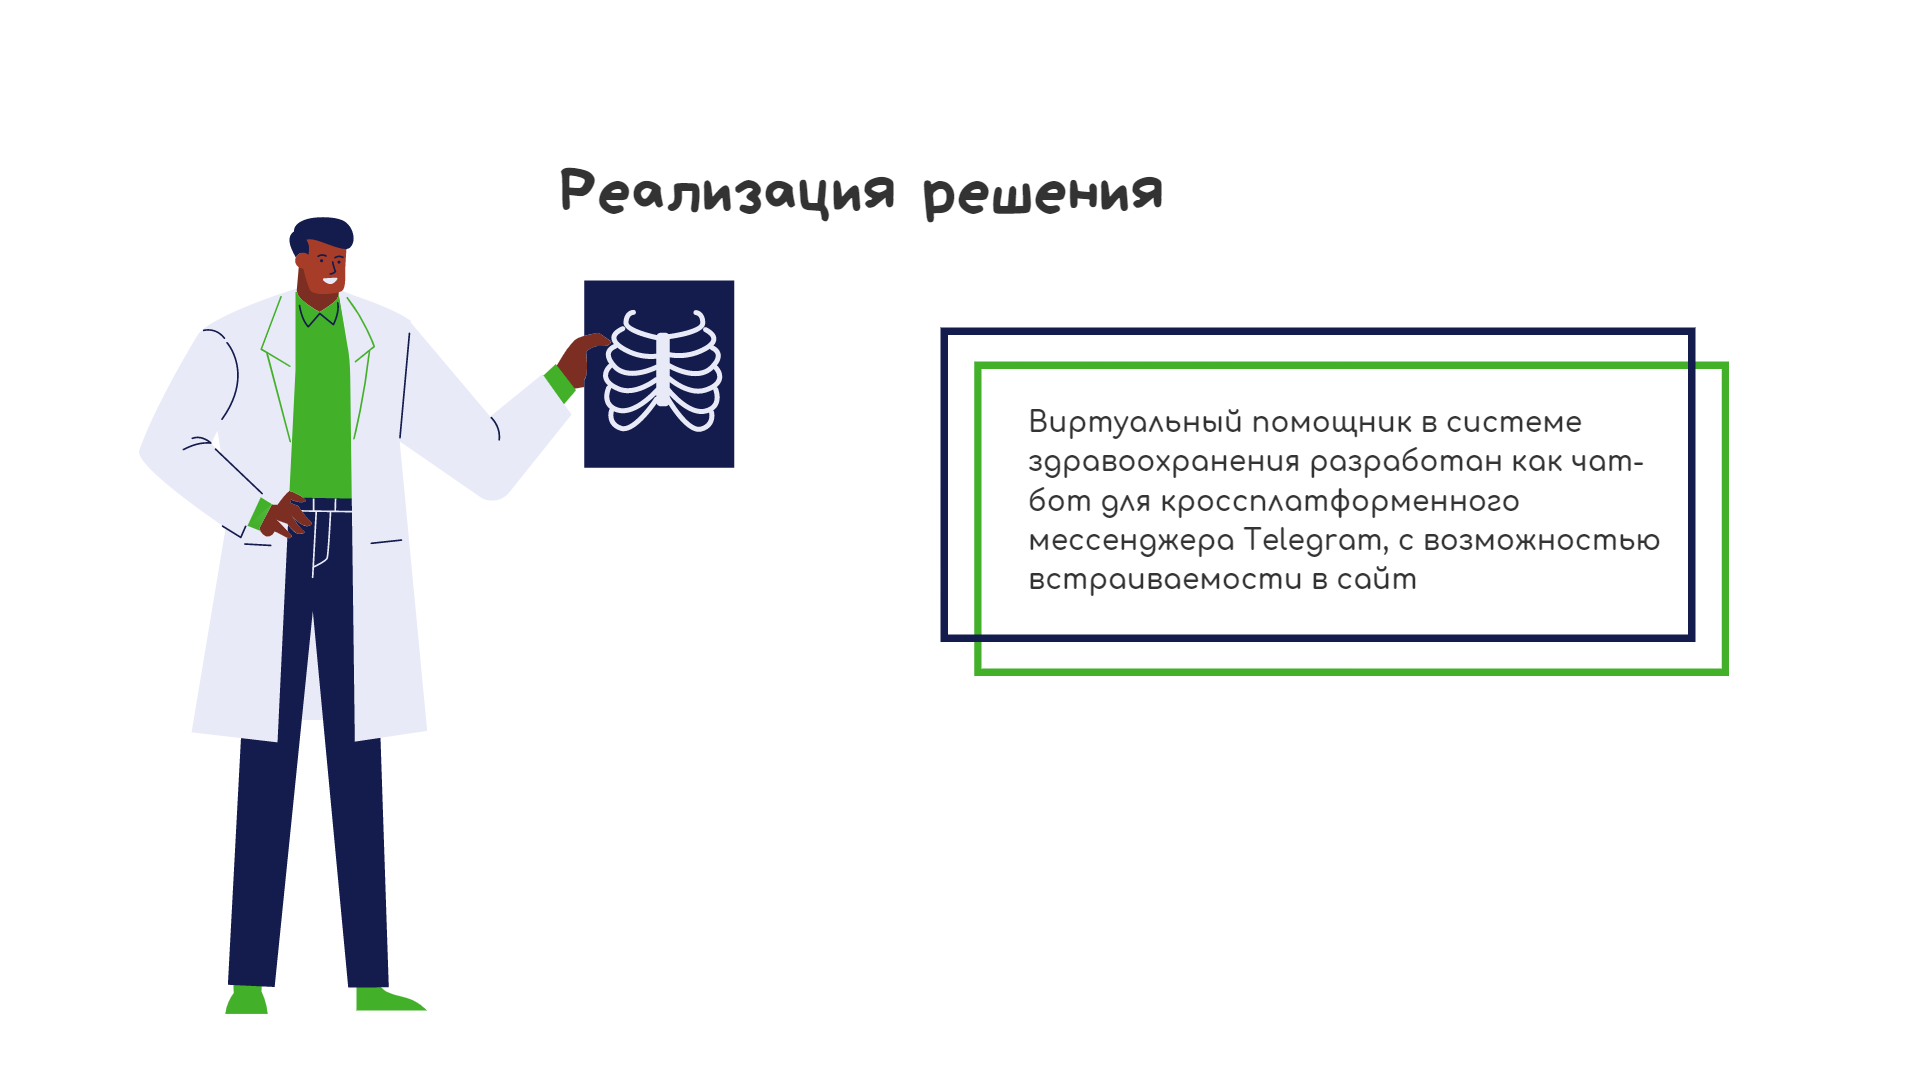 Реализация решения
Виртуальный помощник в системе
здравоохранения разработан как чат-
бот для кроссплатформенного
мессенджера Telegram, с возможностью
встраиваемости в сайт